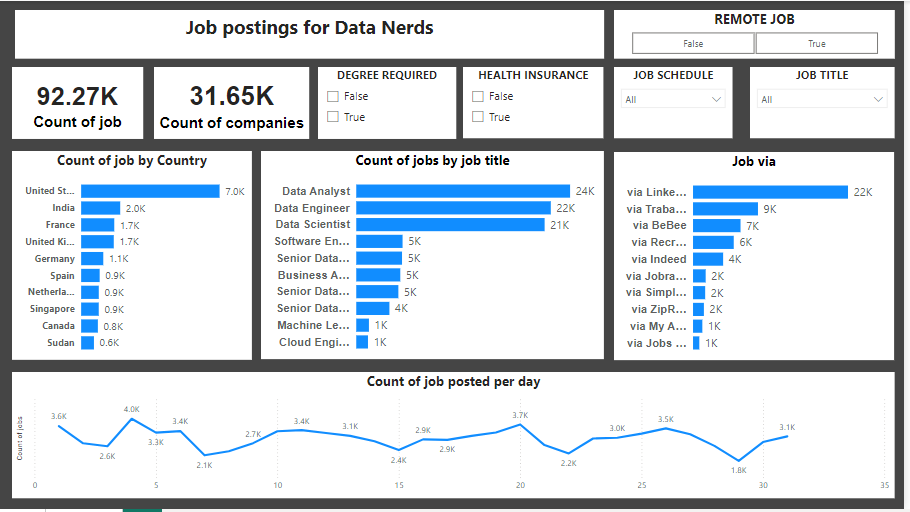 Job postings for Data Nerds
REMOTE JOB
False True
92.27K
Count of job
31.65K
Count of companies
DEGREE REQUIRED
False
True
HEALTH INSURANCE
False
True
JOB SCHEDULE
All
JOB TITLE
All
Count of job by Country
United St... 7.0K
India 2.0K
France 1.7K
United Ki... 1.7K
Germany 1.1K
Spain 0.9K
Netherla... 0.9K
Singapore 0.9K
Canada 0.8K
Sudan 0.6K
Count of jobs by job title
Data Analyst 24K
Data Engineer 22K
Data Scientist 21K
Software En... 5K
Senior Data... 5K
Business A... 5K
Senior Data... 5K
Senior Data... 4K
Machine Le... 1K
Cloud Engi... 1K
Job via
via Linke... 22K
via Traba... 9K
via BeBee 7K
via Recr... 6K
via Indeed 4K
via Jobra... 2K
via Simpl... 2K
via ZipR... 2K
via My A... 1K
via Jobs ... 1K
Count of job posted per day
Count of jobs
3.6K 2.6K 4.0K 3.3K 3.4K 2.1K 2.7K 3.4K 3.1K 2.4K 2.9K 2.9K 3.7K 2.2K 3.0K 3.5K 1.8K 3.1K
0 5 10 15 20 25 30 35